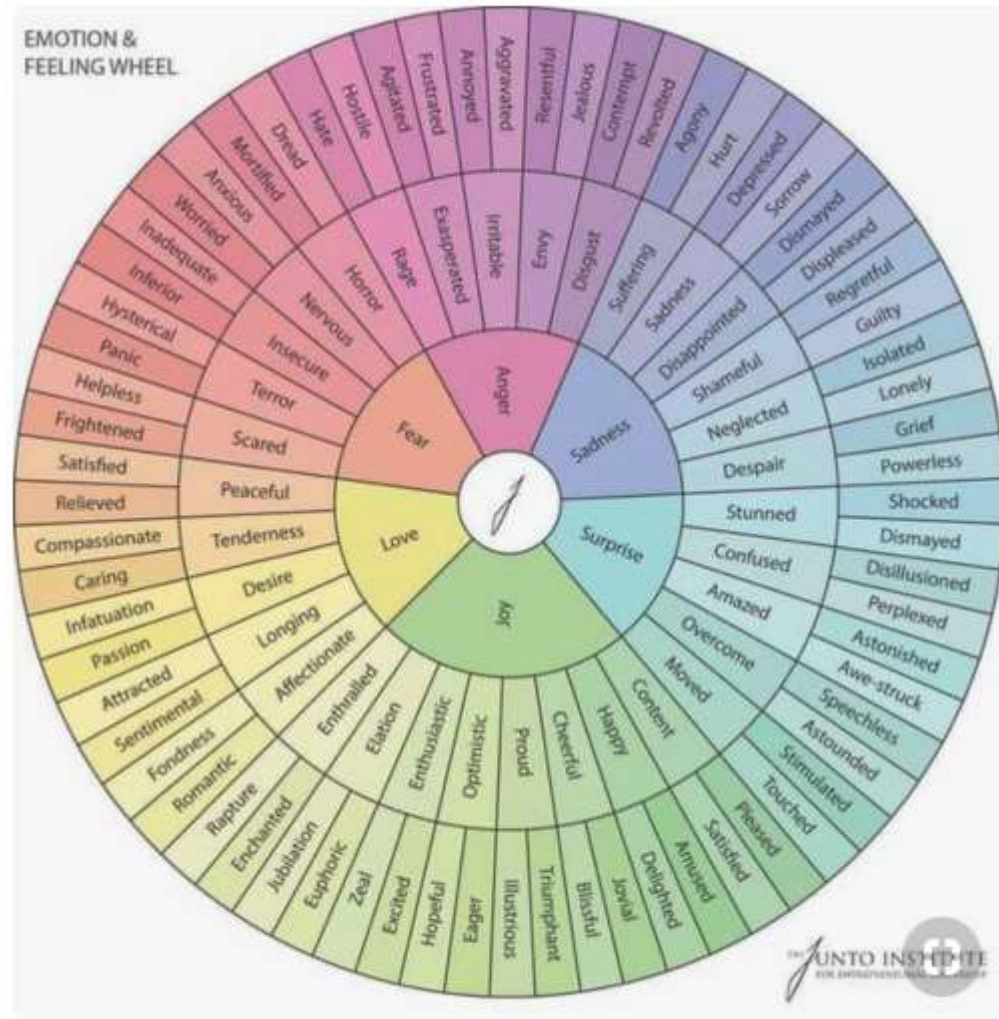 EMOTION &
FEELING WHEEL
Anger
Sadness
Surprise
Joy
Love
Fear
Rage
Exasperated
Irritable
Envy
Disgust
Suffering
Sadness
Disappointed
Shameful
Neglected
Despair
Stunned
Confused
Amazed
Overcome
Moved
Content
Happy
Cheerful
Proud
Optimistic
Enthusiastic
Elation
Enthralled
Affectionate
Longing
Desire
Tenderness
Peaceful
Scared
Terror
Insecure
Nervous
Horror
Hate
Hostile
Agitated
Frustrated
Annoyed
Aggravated
Resentful
Jealous
Contempt
Revolted
Agony
Hurt
Depressed
Sorrow
Dismayed
Displeased
Regretful
Guilty
Isolated
Lonely
Grief
Powerless
Shocked
Dismayed
Disillusioned
Perplexed
Astonished
Awe-struck
Speechless
Astounded
Stimulated
Touched
Pleased
Satisfied
Amused
Delighted
Jovial
Blissful
Triumphant
Illustrious
Eager
Hopeful
Excited
Zeal
Euphoric
Jubilation
Enchanted
Rapture
Romantic
Fondness
Sentimental
Attracted
Passion
Infatuation
Caring
Compassionate
Relieved
Satisfied
Frightened
Helpless
Panic
Hysterical
Inferior
Inadequate
Worried
Anxious
Mortified
Dread
THE JUNTO INSTITUTE
FOR ENTREPRENEURIAL